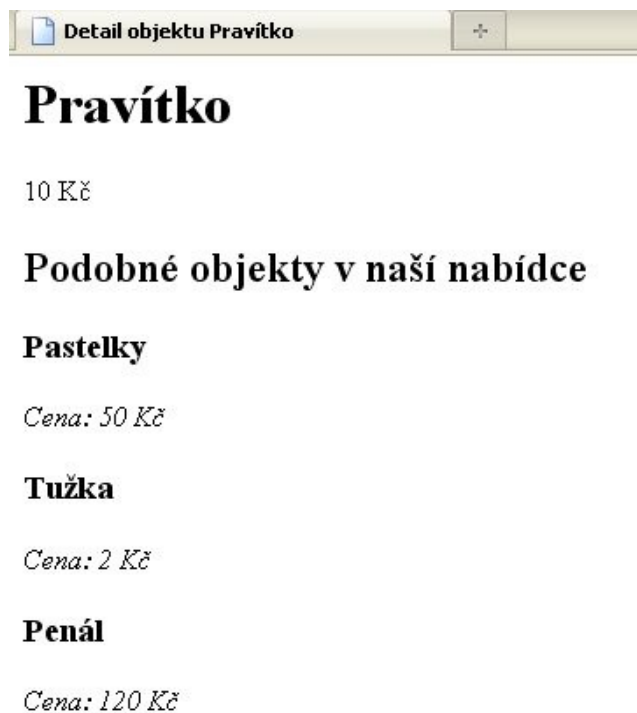 Detail objektu Pravítko
Pravítko
10 Kč
Podobné objekty v naší nabídce
Pastelky
Cena: 50 Kč
Tužka
Cena: 2 Kč
Penál
Cena: 120 Kč